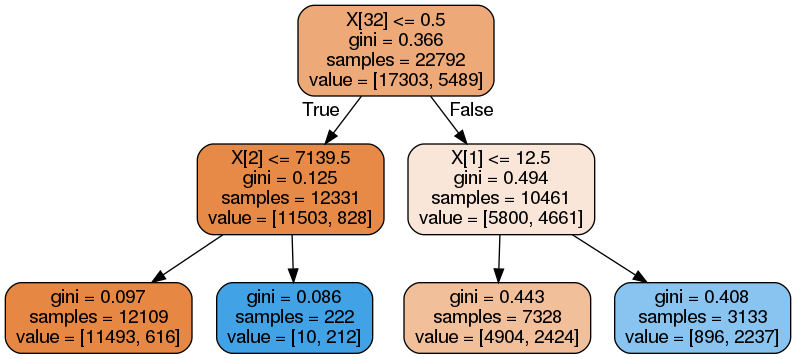 X[32] <= 0.5
gini = 0.366
samples = 22792
value = [17303, 5489]
True
False
X[2] <= 7139.5
gini = 0.125
samples = 12331
value = [11503, 828]
X[1] <= 12.5
gini = 0.494
samples = 10461
value = [5800, 4661]
gini = 0.097
samples = 12109
value = [11493, 616]
gini = 0.086
samples = 222
value = [10, 212]
gini = 0.443
samples = 7328
value = [4904, 2424]
gini = 0.408
samples = 3133
value = [896, 2237]